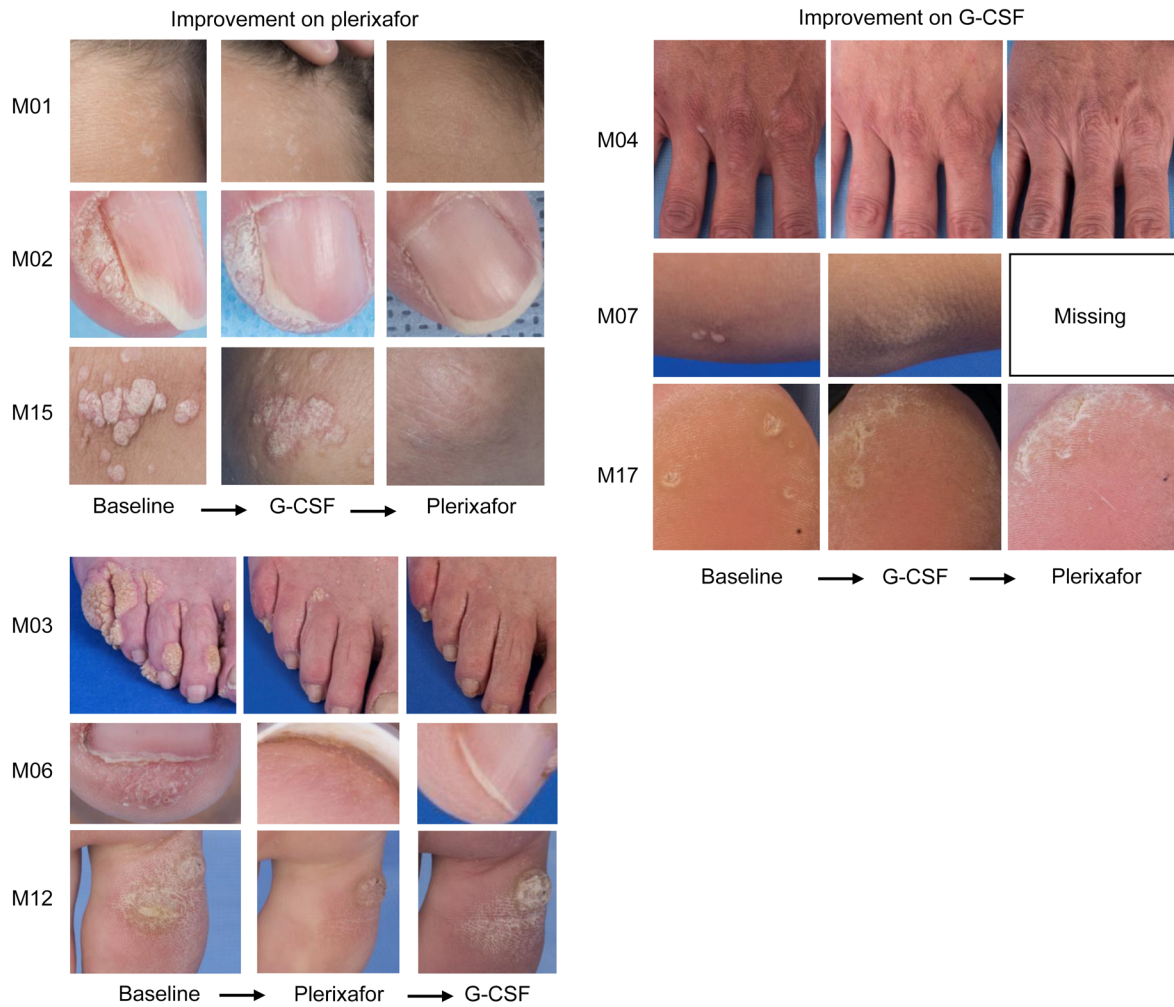 Improvement on plerixafor
M01
M02
M15
Baseline → G-CSF → Plerixafor
M03
M06
M12
Baseline → Plerixafor → G-CSF
Improvement on G-CSF
M04
M07
Missing
M17
Baseline → G-CSF → Plerixafor